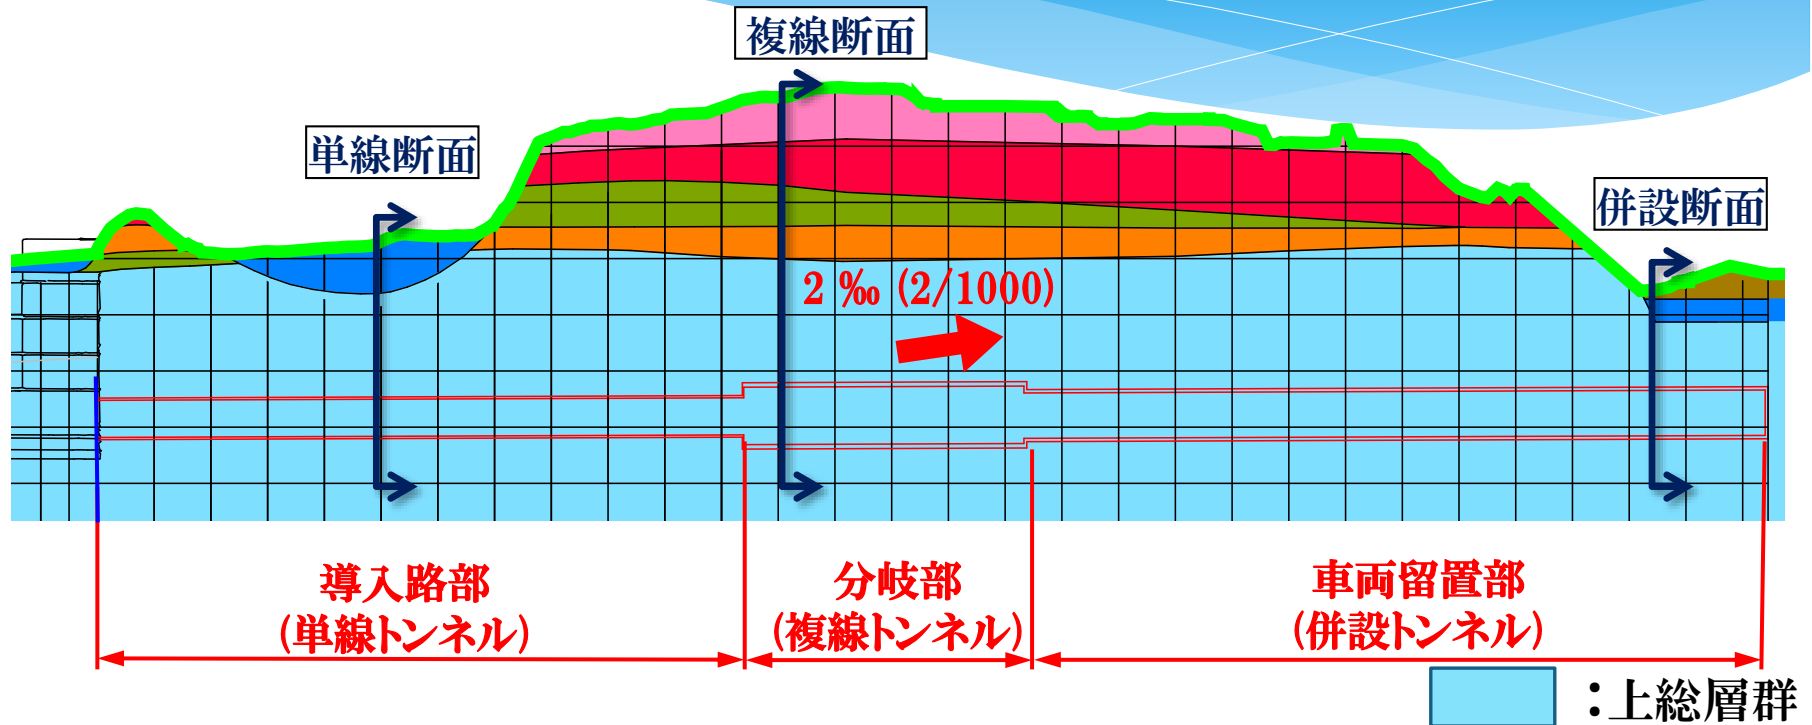 複線断面
単線断面
併設断面
2 ‰ (2/1000)
導入路部
(単線トンネル)
分岐部
(複線トンネル)
車両留置部
(併設トンネル)
：上総層群